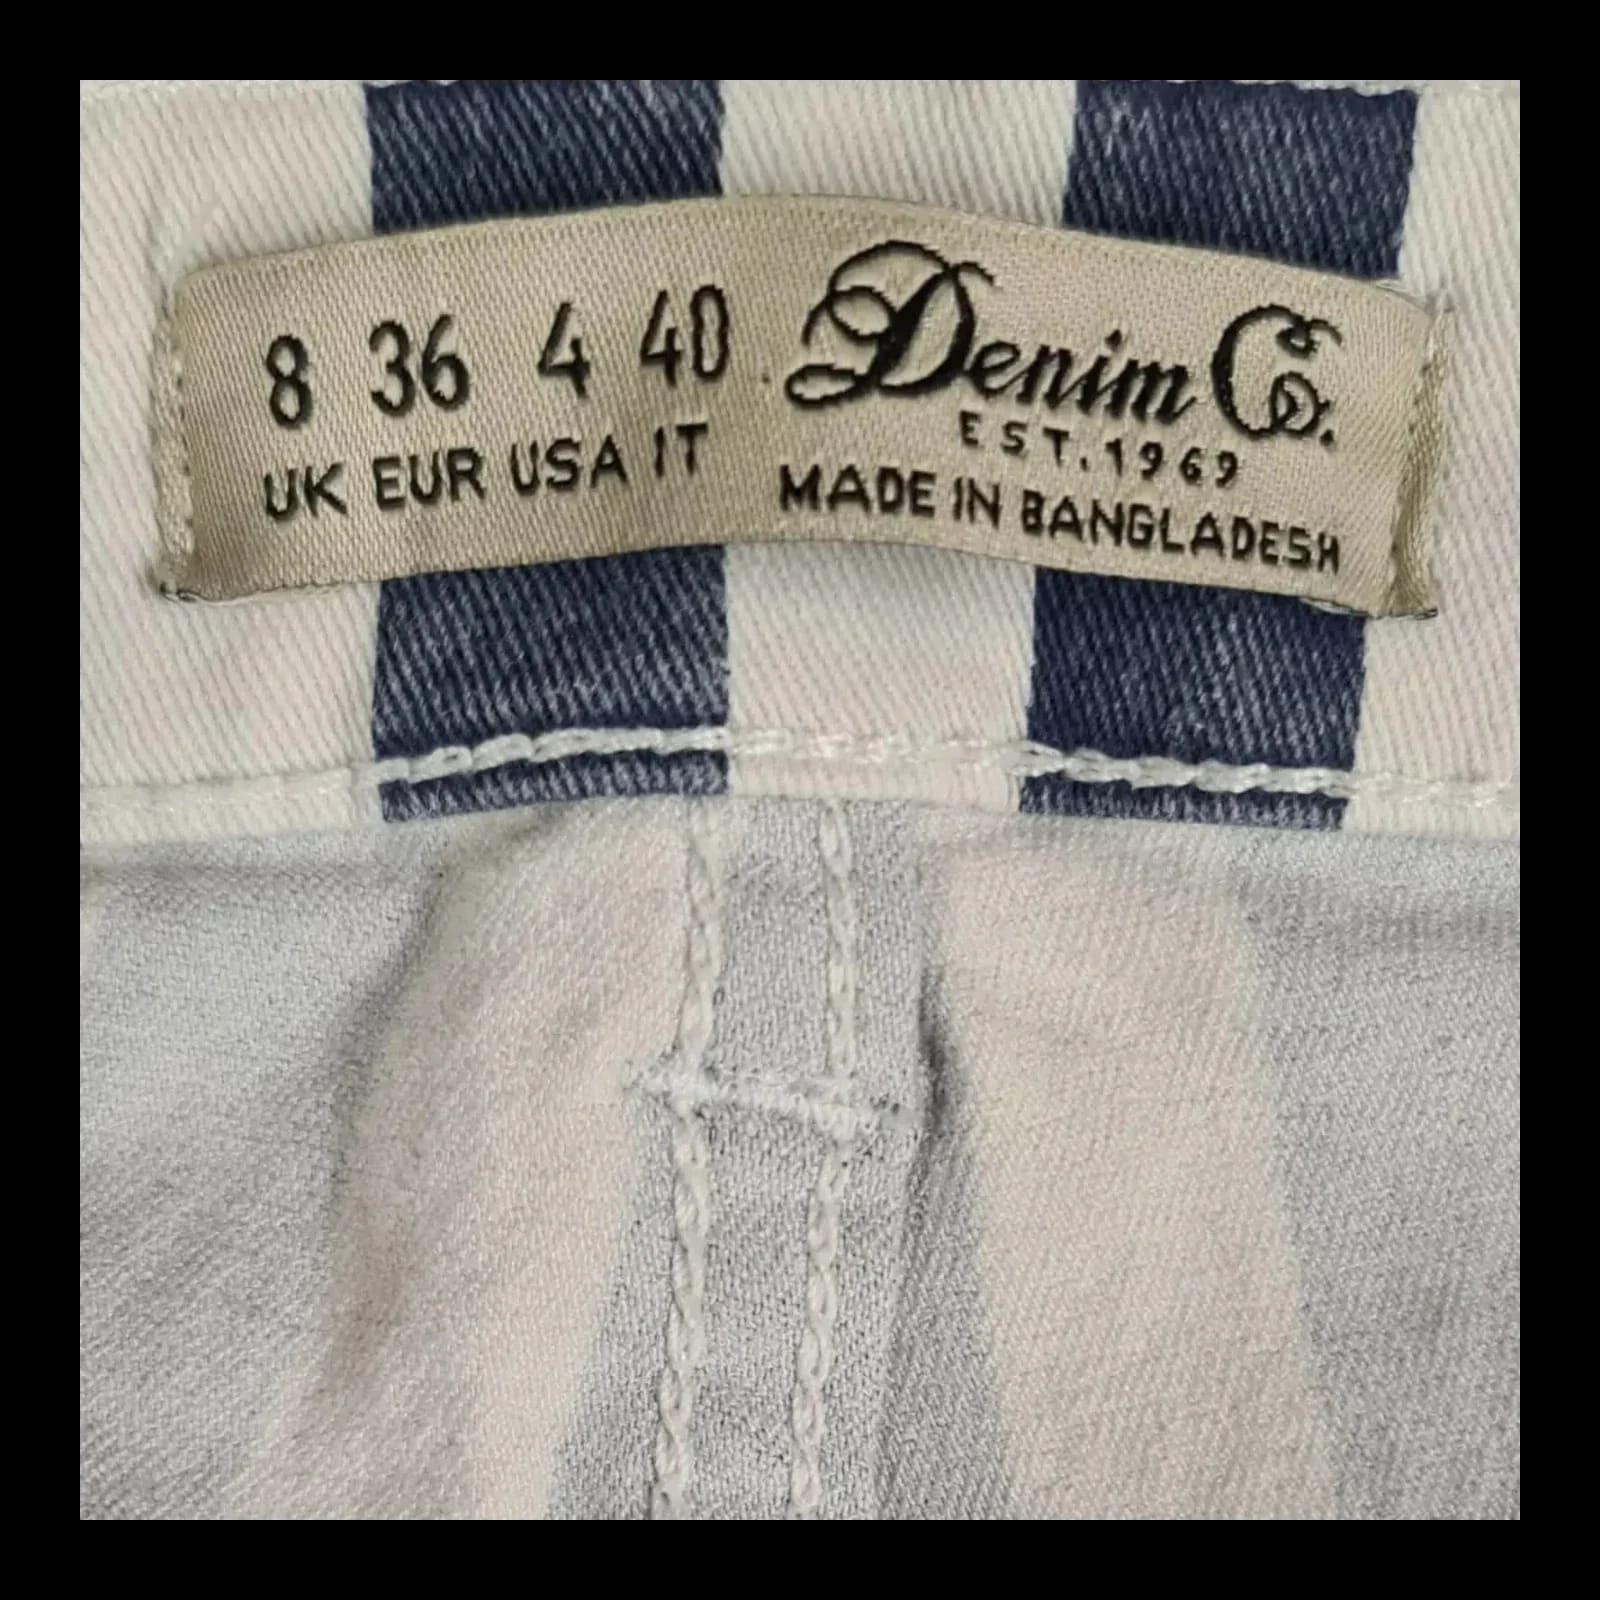 8 36 4 40
UK EUR USA IT
Denim Co.
EST.1969
MADE IN BANGLADESH